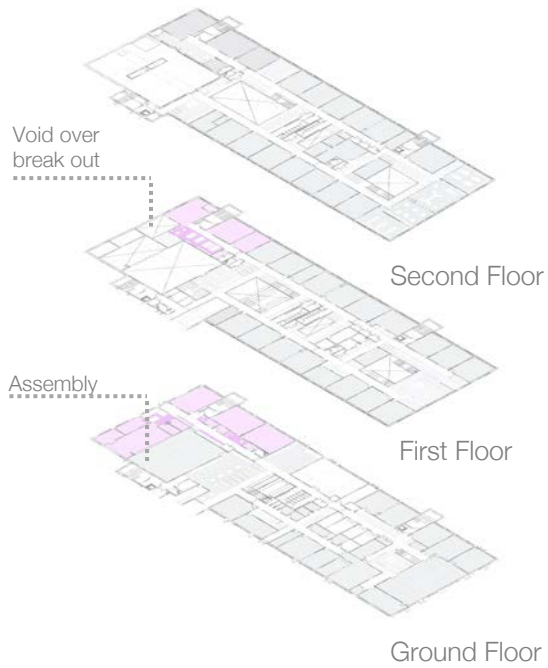 Void over
break out
Second Floor
Assembly
First Floor
Ground Floor